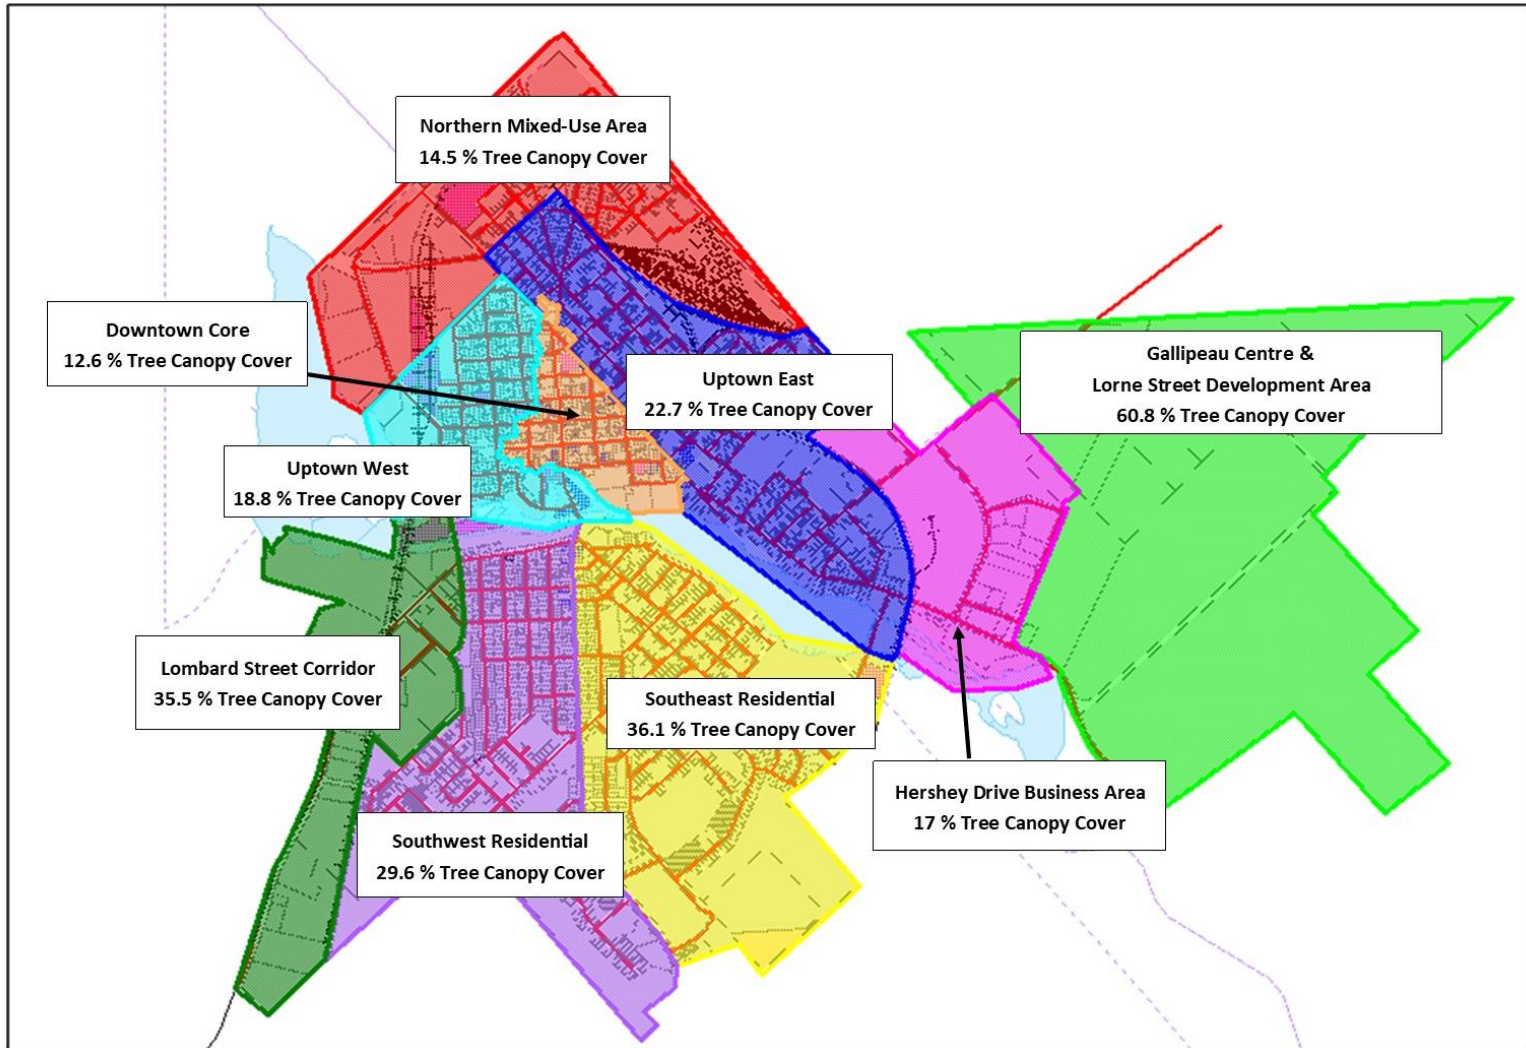 Northern Mixed-Use Area
14.5 % Tree Canopy Cover
Downtown Core
12.6 % Tree Canopy Cover
Uptown East
22.7 % Tree Canopy Cover
Gallipeau Centre &
Lorne Street Development Area
60.8 % Tree Canopy Cover
Uptown West
18.8 % Tree Canopy Cover
Lombard Street Corridor
35.5 % Tree Canopy Cover
Southeast Residential
36.1 % Tree Canopy Cover
Hershey Drive Business Area
17 % Tree Canopy Cover
Southwest Residential
29.6 % Tree Canopy Cover